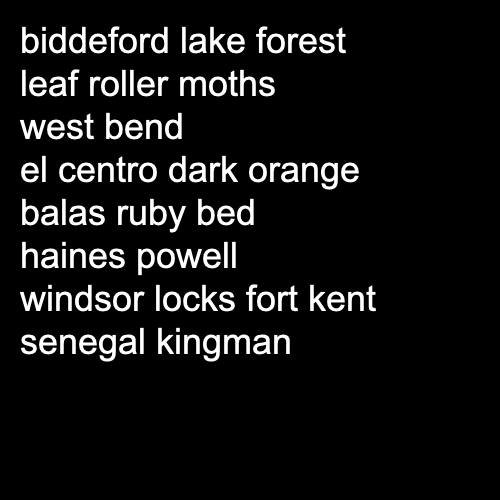 biddeford lake forest
leaf roller moths
west bend
el centro dark orange
balas ruby bed
haines powell
windsor locks fort kent
senegal kingman